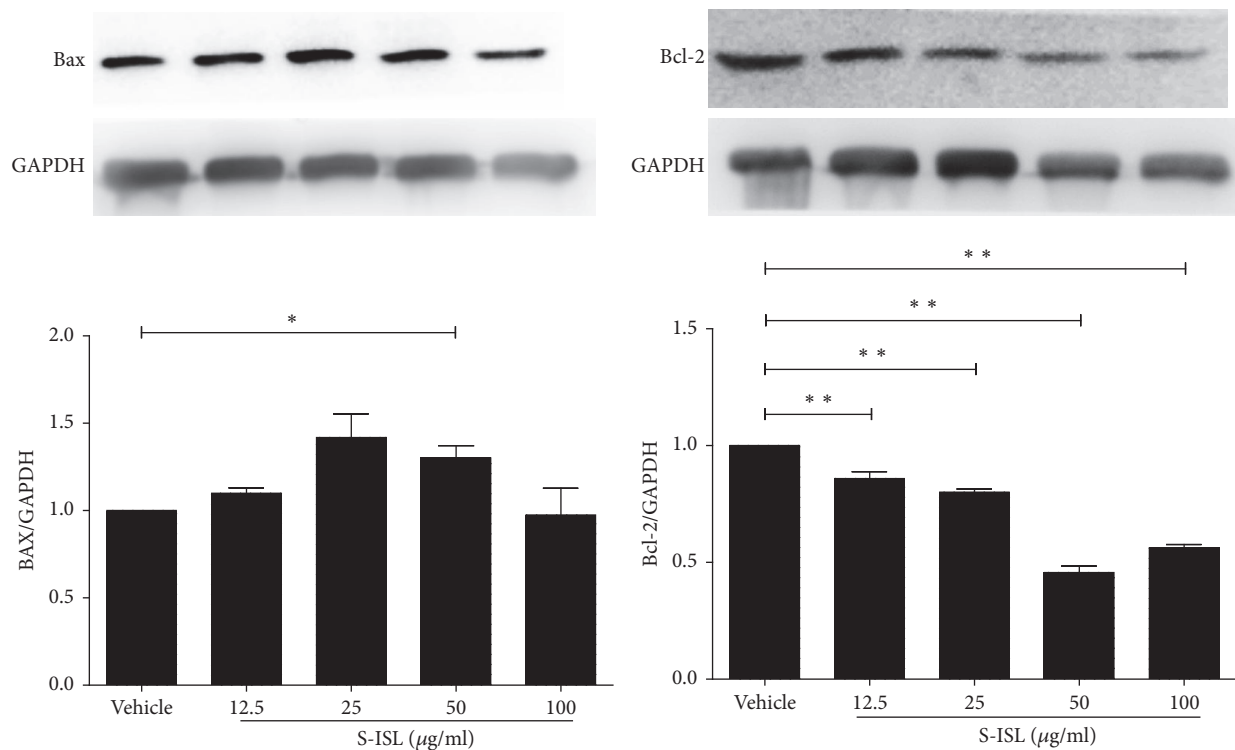 Bax
GAPDH
*
2.0
1.5
1.0
0.5
0.0
BAX/GAPDH
Vehicle 12.5 25 50 100
S-ISL (μg/ml)
Bcl-2
GAPDH
* *
* *
* *
* *
1.5
1.0
0.5
0.0
Bcl-2/GAPDH
Vehicle 12.5 25 50 100
S-ISL (μg/ml)